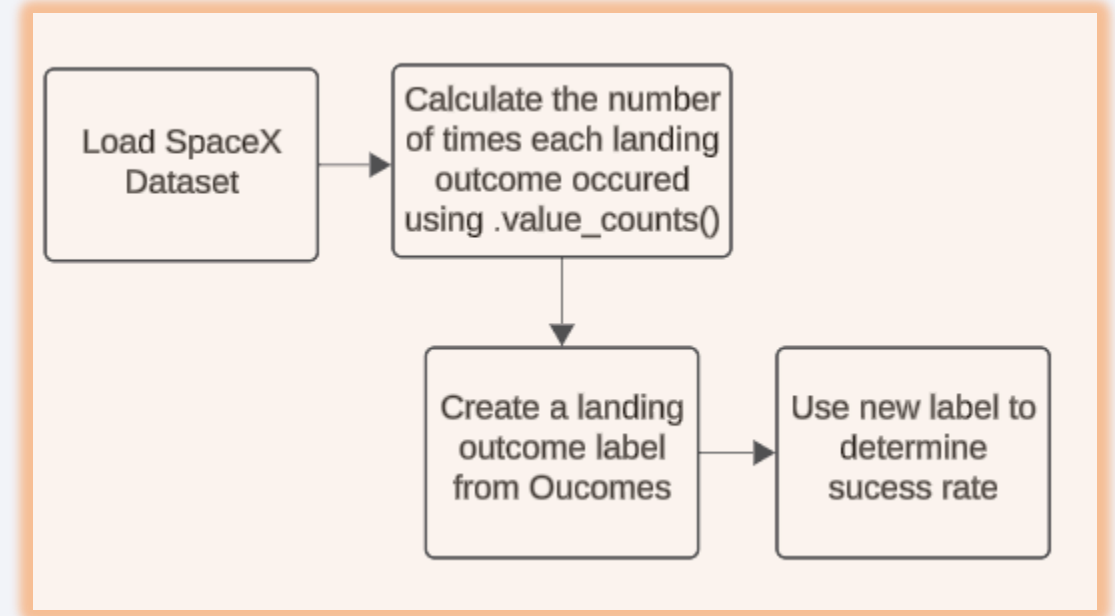 Load SpaceX
Dataset
Calculate the number
of times each landing
outcome occured
using .value_counts()
Create a landing
outcome label
from Oucomes
Use new label to
determine
sucess rate